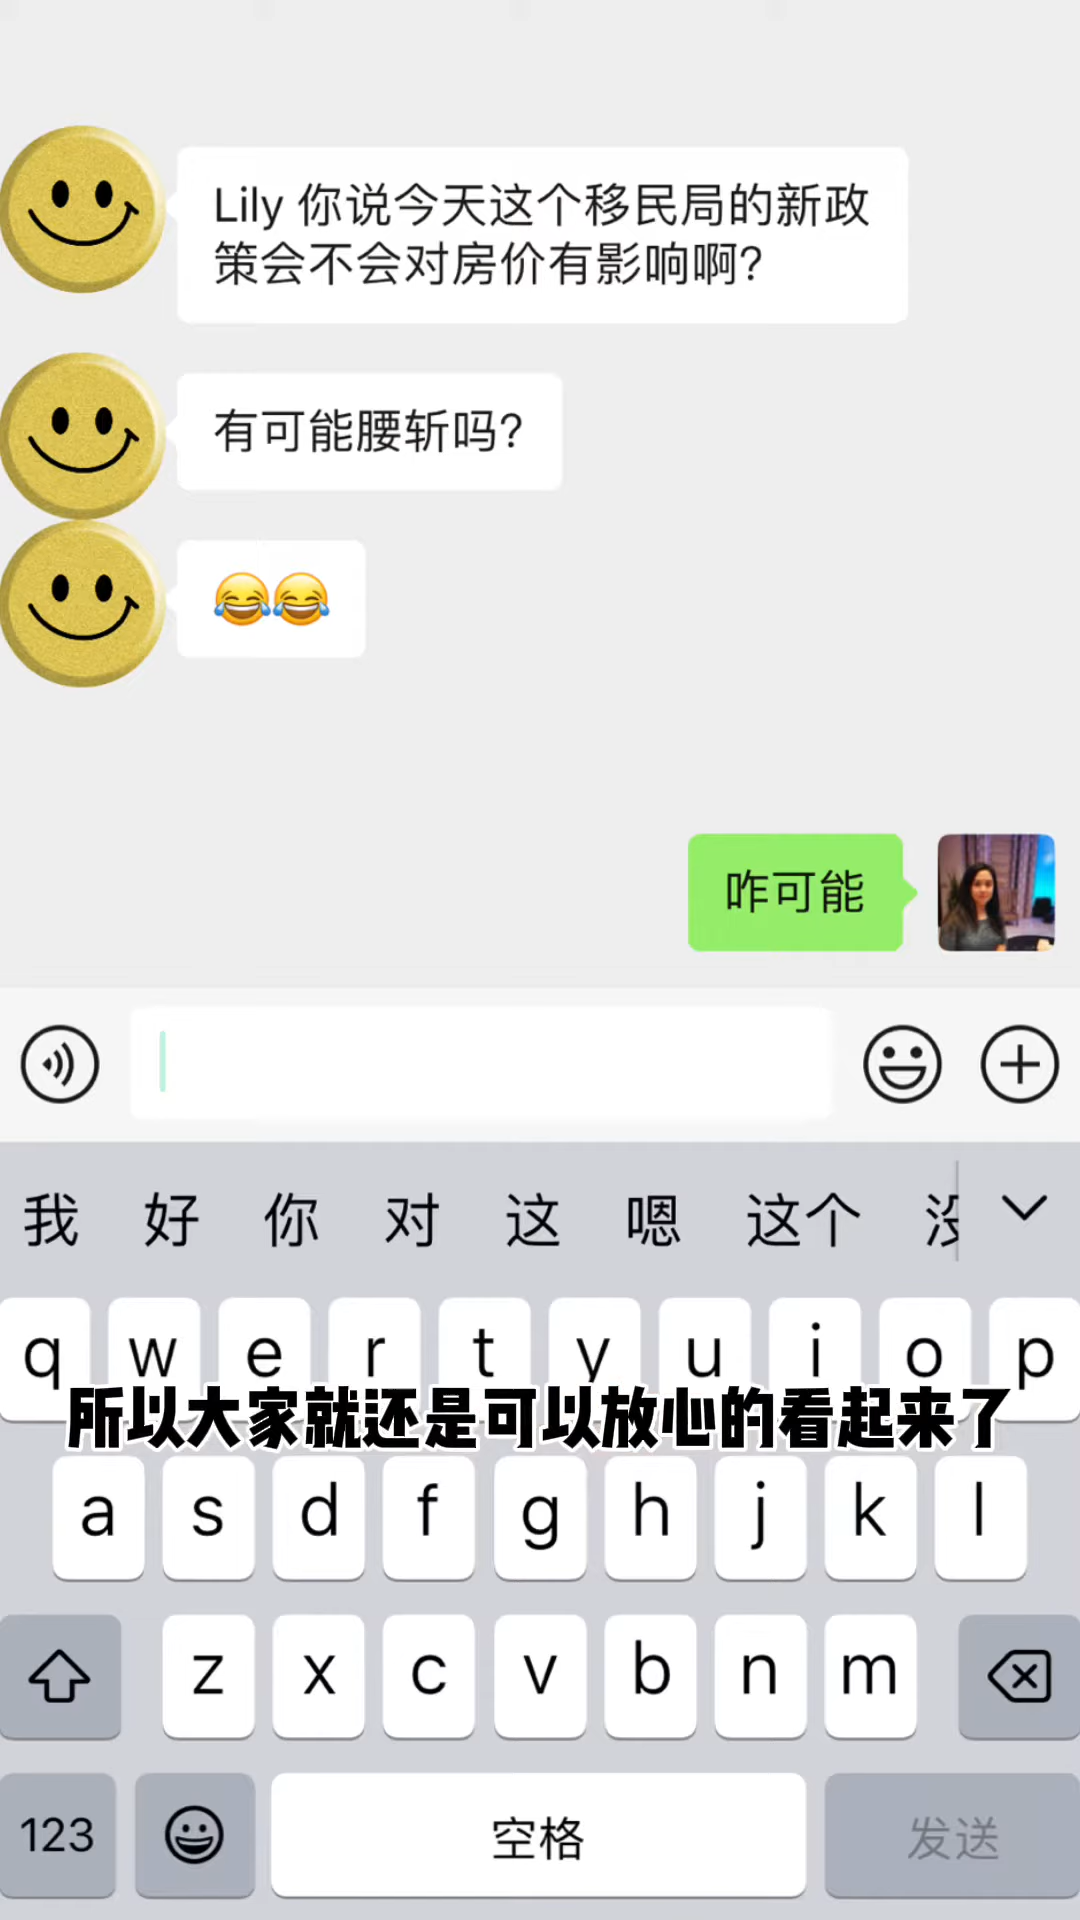 Lily 你说今天这个移民局的新政
策会不会对房价有影响啊?
有可能腰斩吗?
😂😂
咋可能
我 好 你 对 这 嗯 这个
q w e r t y u i o p
所以大家就还是可以放心的看起来了
a s d f g h j k l
z x c v b n m
123 空格 发送